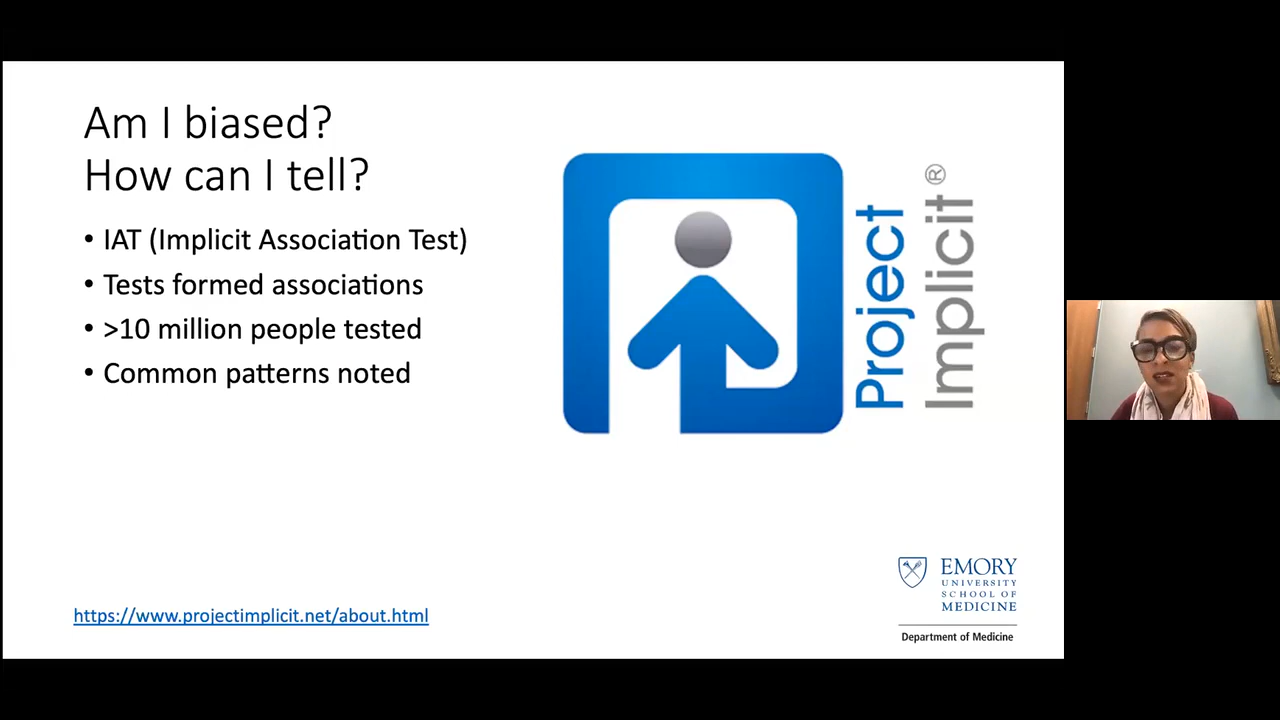 Am I biased?
How can I tell?
• IAT (Implicit Association Test)
• Tests formed associations
• >10 million people tested
• Common patterns noted
Project
Implicit ®
https://www.projectimplicit.net/about.html
EMORY
UNIVERSITY
SCHOOL OF
MEDICINE
Department of Medicine